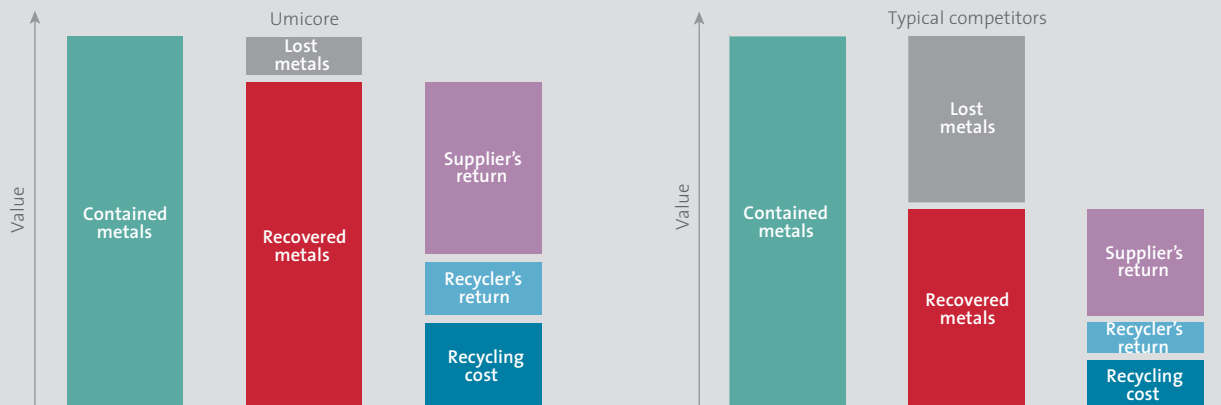 Umicore
Value
Contained
metals
Lost
metals
Recovered
metals
Supplier's
return
Recycler's
return
Recycling
cost
Typical competitors
Value
Contained
metals
Lost
metals
Recovered
metals
Supplier's
return
Recycler's
return
Recycling
cost